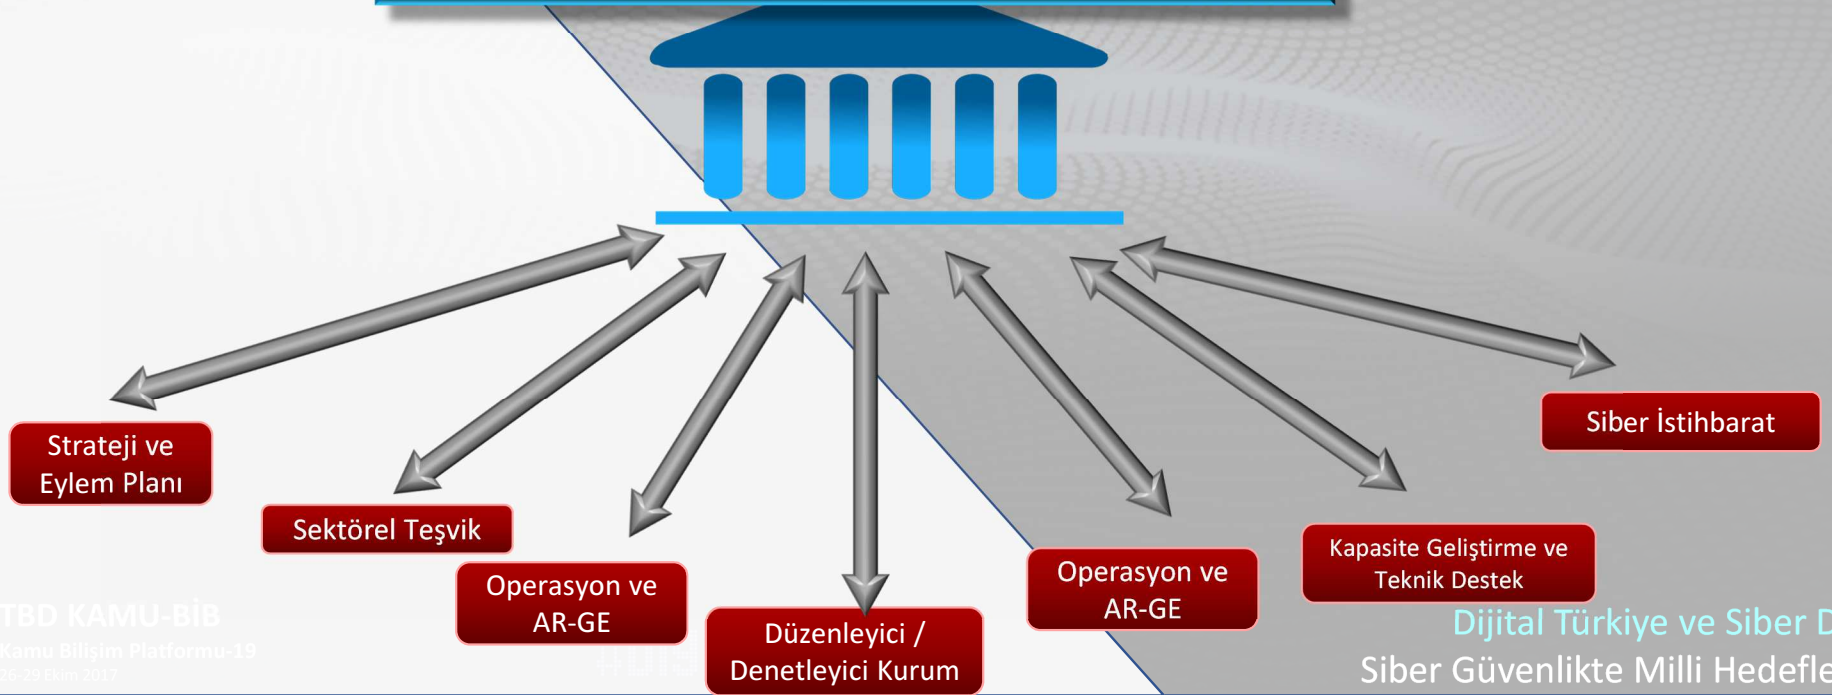 Strateji ve
Eylem Planı
Sektörel Teşvik
Operasyon ve
AR-GE
Düzenleyici /
Denetleyici Kurum
Operasyon ve
AR-GE
Kapasite Geliştirme ve
Teknik Destek
Siber İstihbarat
TBD KAMU-BİB
Kamu Bilişim Platformu-19
26-29 Ekim 2017
Dijital Türkiye ve Siber D
Siber Güvenlikte Milli Hedefle